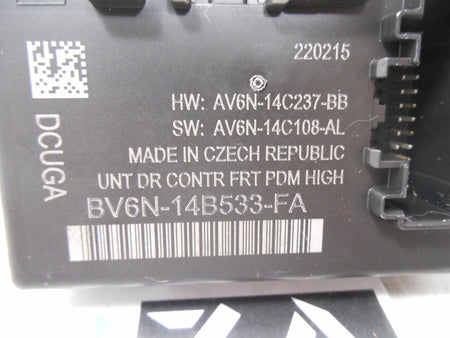 220215
HW: AV6N-14C237-BB
SW: AV6N-14C108-AL
MADE IN CZECH REPUBLIC
UNT DR CONTR FRT PDM HIGH
BV6N-14B533-FA
DCUGA